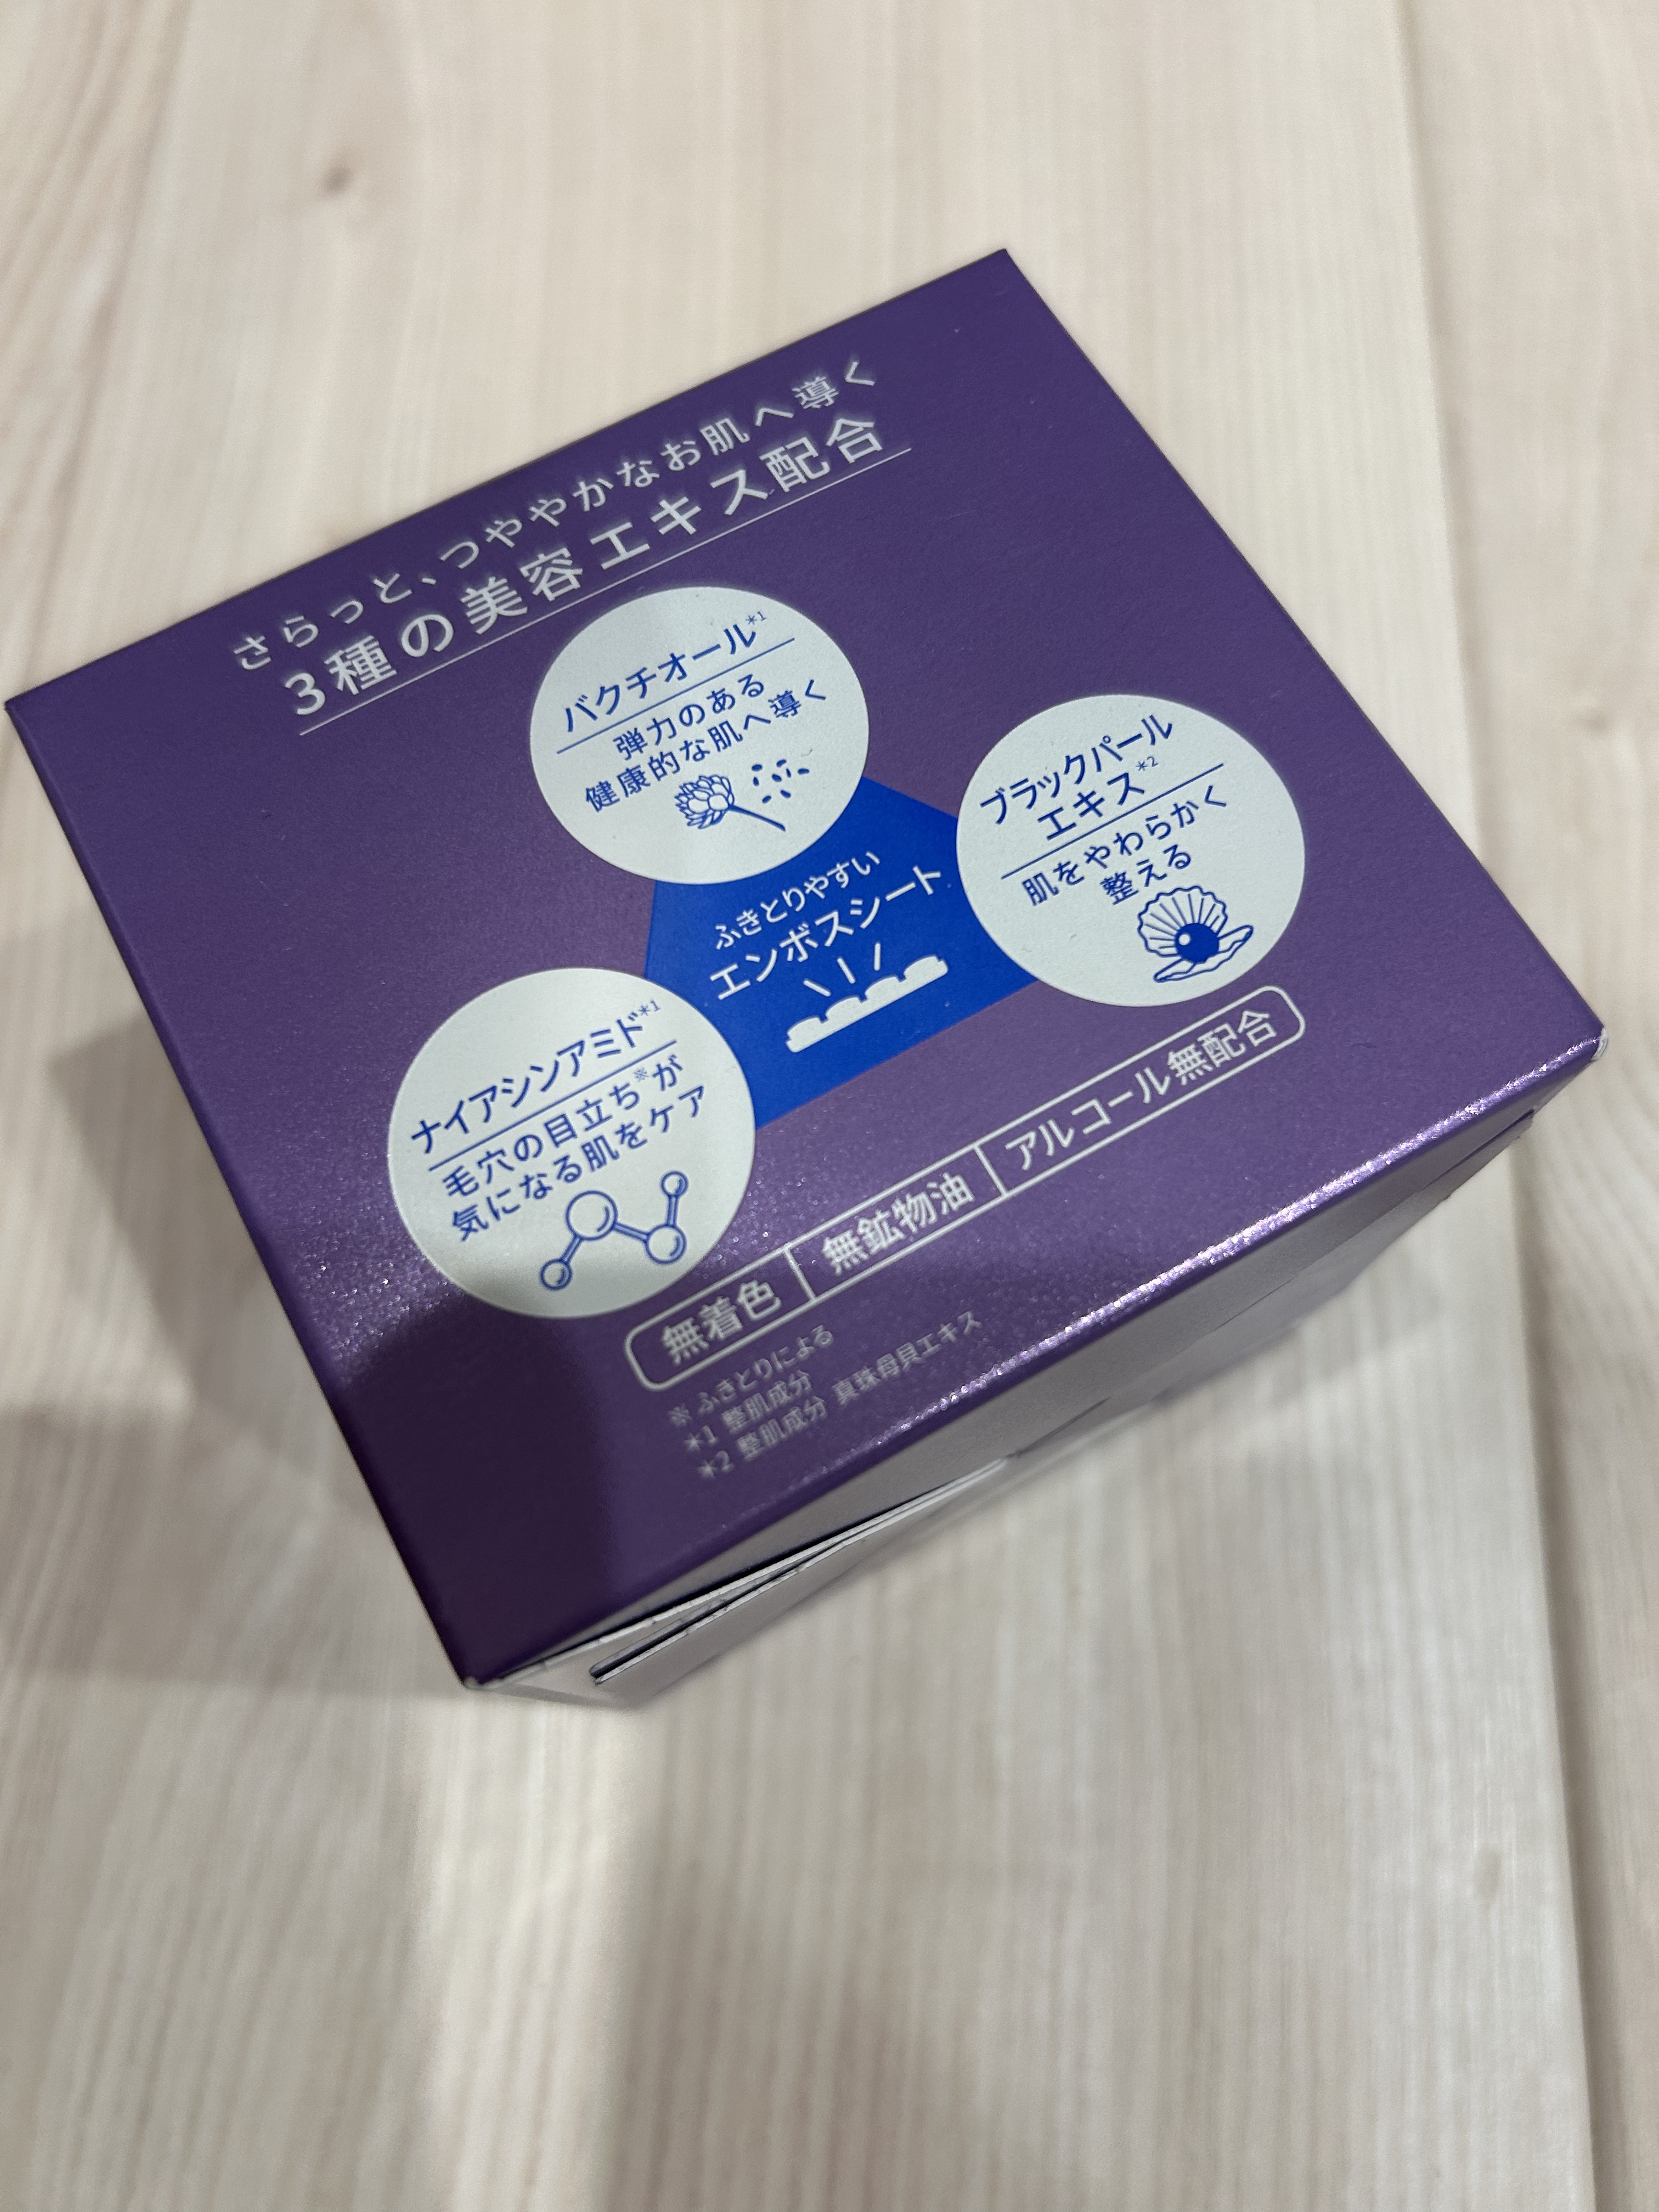 さらっと、つややかなお肌へ導く
3種の美容エキス配合
バクチオール*1
弾力のある
健康的な肌へ導く
ブラックパール
エキス*2
肌をやわらかく
整える
ふきとりやすい
エンボスシート
ナイアシンアミド*1
毛穴の目立ち※が
気になる肌をケア
無着色 無鉱物油 アルコール無配合
※ ふきとりによる
*1 整肌成分
*2 整肌成分 真珠母貝エキス